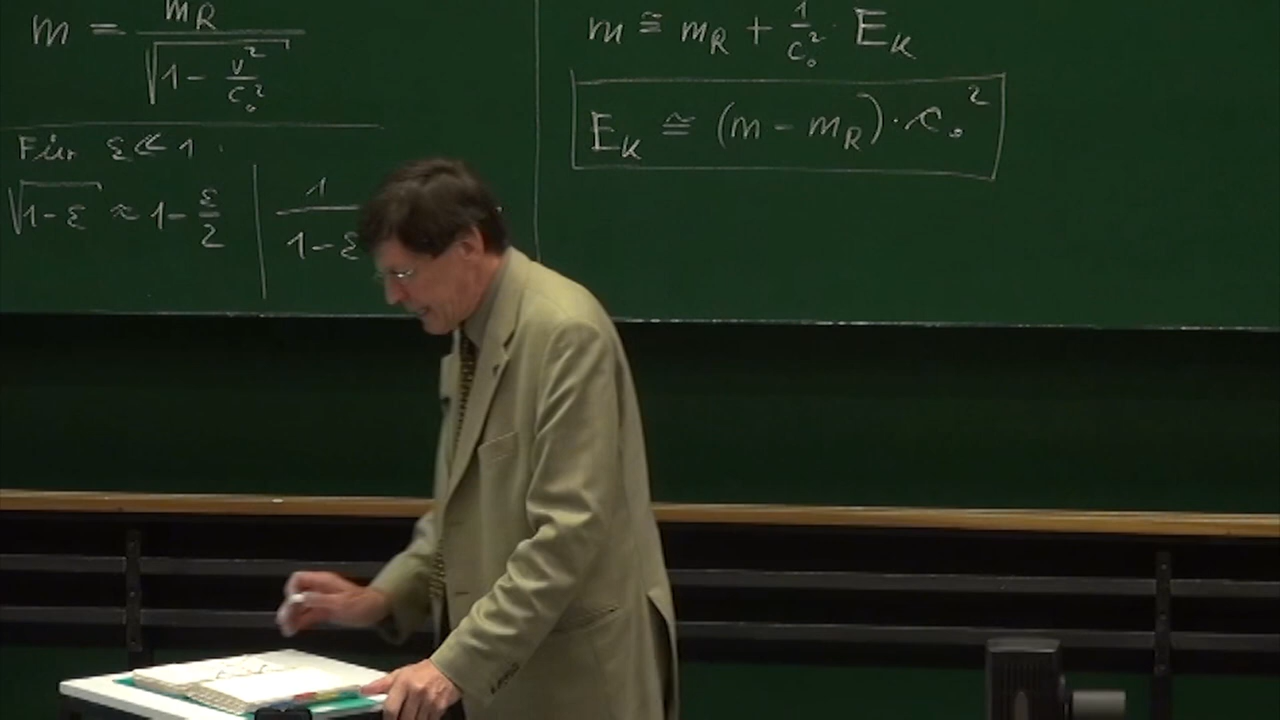 m = m_R / √(1 - v²/c₀²)
Für ε ≪ 1 :
√(1-ε) ≈ 1 - ε/2 | 1/(1-ε
m ≅ m_R + 1/c₀² · E_K
E_K ≅ (m - m_R) · c₀²